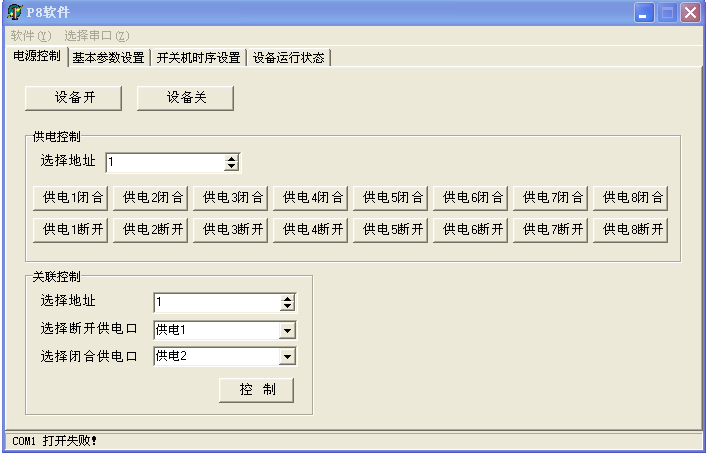 P8软件
软件(Y) 选择串口(Z)
电源控制 基本参数设置 开关机时序设置 设备运行状态
设备开 设备关
供电控制
选择地址 1
供电1闭合 供电2闭合 供电3闭合 供电4闭合 供电5闭合 供电6闭合 供电7闭合 供电8闭合
供电1断开 供电2断开 供电3断开 供电4断开 供电5断开 供电6断开 供电7断开 供电8断开
关联控制
选择地址 1
选择断开供电口 供电1
选择闭合供电口 供电2
控 制
COM1 打开失败!